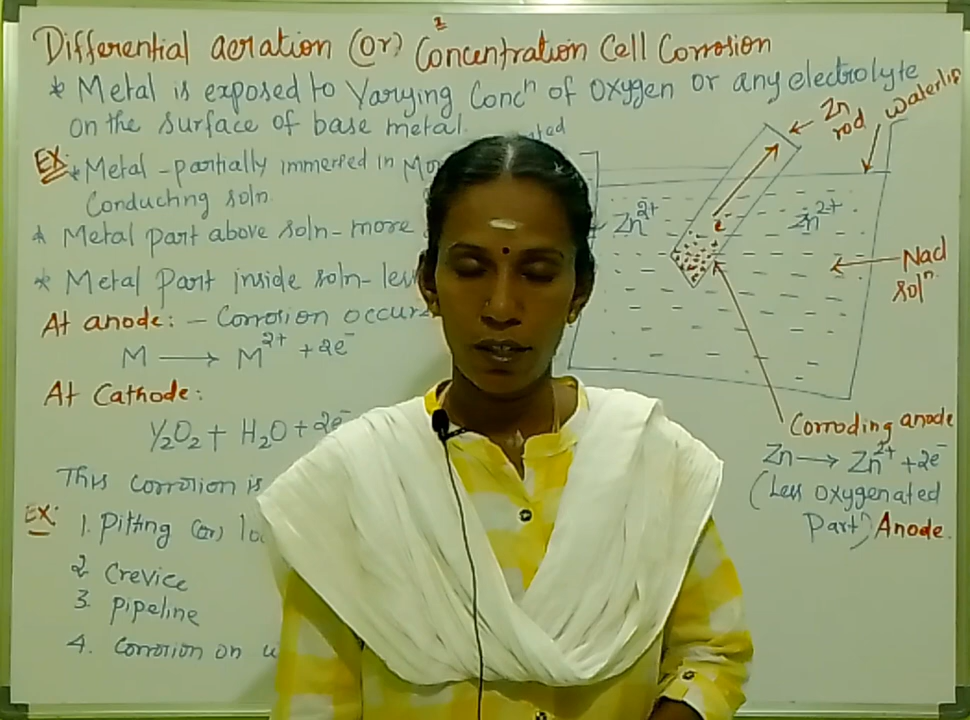 Differential aeration (or) Concentration Cell Corrosion
* Metal is exposed to Varying Concⁿ of oxygen or any electrolyte
on the surface of base metal.
Ex:
* Metal - partially immersed in
Conducting soln
* Metal part above soln - more
* Metal part inside soln -
At anode: - Corrosion occurs
M → M²⁺ + 2e⁻
At Cathode:
½O₂ + H₂O + 2e⁻
This corrosion is
Ex:
1. Pitting (or)
2 Crevice
3. Pipeline
4. Corrosion on
Zn
rod
waterline
Zn²⁺
e⁻
Zn²⁺
Nacl
solⁿ
Corroding anode
Zn → Zn²⁺ + 2e⁻
(Less oxygenated
Part) Anode.